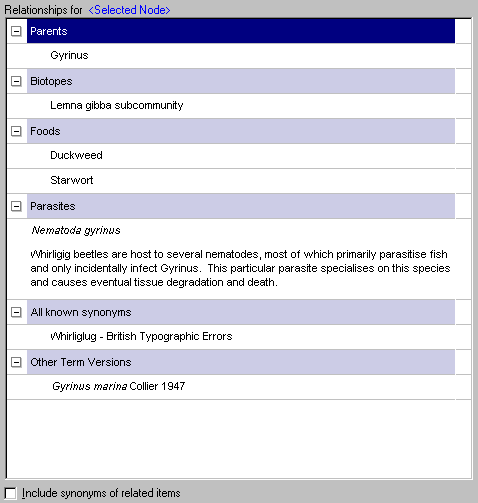 Relationships for <Selected Node>
Parents
Gyrinus
Biotopes
Lemna gibba subcommunity
Foods
Duckweed
Starwort
Parasites
Nematoda gyrinus
Whirligig beetles are host to several nematodes, most of which primarily parasitise fish
and only incidentally infect Gyrinus. This particular parasite specialises on this species
and causes eventual tissue degradation and death.
All known synonyms
Whirliglug - British Typographic Errors
Other Term Versions
Gyrinus marina Collier 1947
Include synonyms of related items